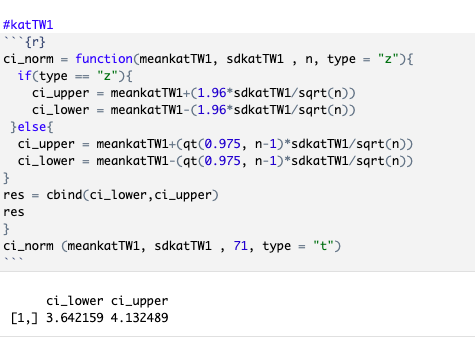 #katTW1
```{r}
ci_norm = function(meankatTW1, sdkatTW1 , n, type = "z"){
  if(type == "z"){
    ci_upper = meankatTW1+(1.96*sdkatTW1/sqrt(n))
    ci_lower = meankatTW1-(1.96*sdkatTW1/sqrt(n))
 }else{
  ci_upper = meankatTW1+(qt(0.975, n-1)*sdkatTW1/sqrt(n))
  ci_lower = meankatTW1-(qt(0.975, n-1)*sdkatTW1/sqrt(n))
}
res = cbind(ci_lower,ci_upper)
res
}
ci_norm (meankatTW1, sdkatTW1 , 71, type = "t")
```
     ci_lower ci_upper
[1,] 3.642159 4.132489